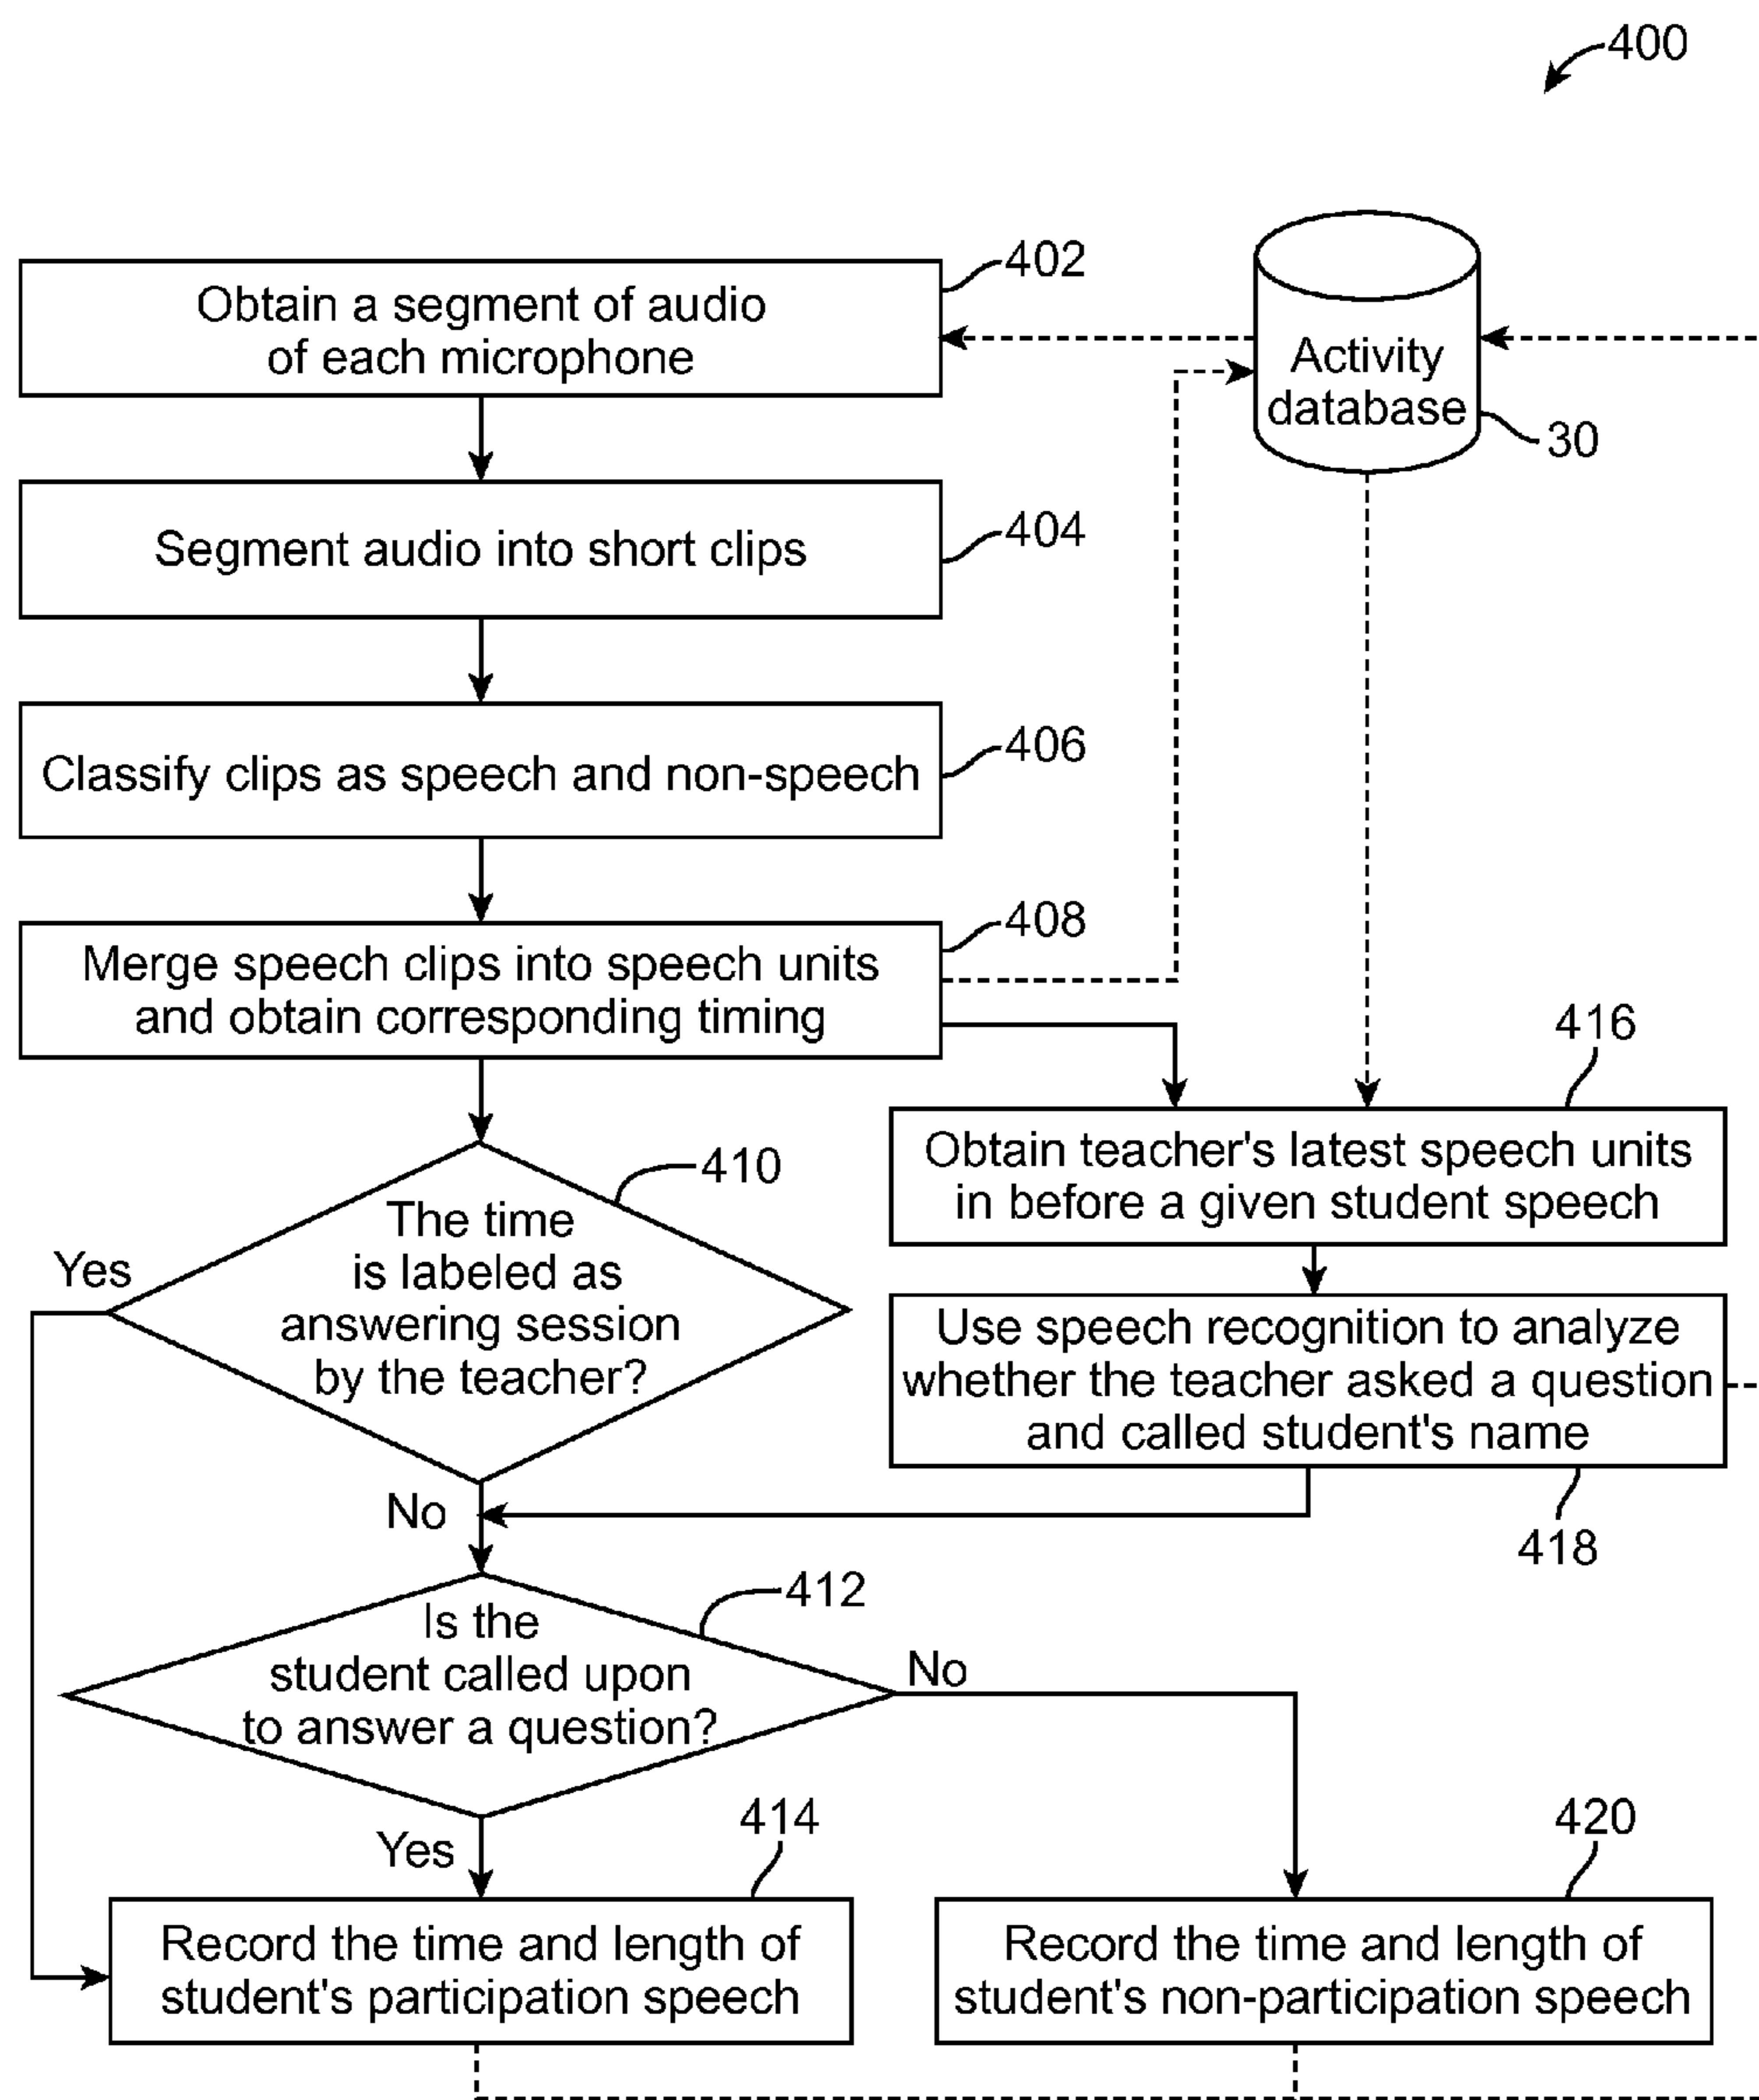 400
402
Obtain a segment of audio
of each microphone
Activity
database
30
Segment audio into short clips
404
Classify clips as speech and non-speech
406
408
Merge speech clips into speech units
and obtain corresponding timing
416
Obtain teacher's latest speech units
in before a given student speech
410
The time
is labeled as
answering session
by the teacher?
Yes
No
Use speech recognition to analyze
whether the teacher asked a question
and called student's name
418
412
Is the
student called upon
to answer a question?
No
Yes
414
Record the time and length of
student's participation speech
420
Record the time and length of
student's non-participation speech